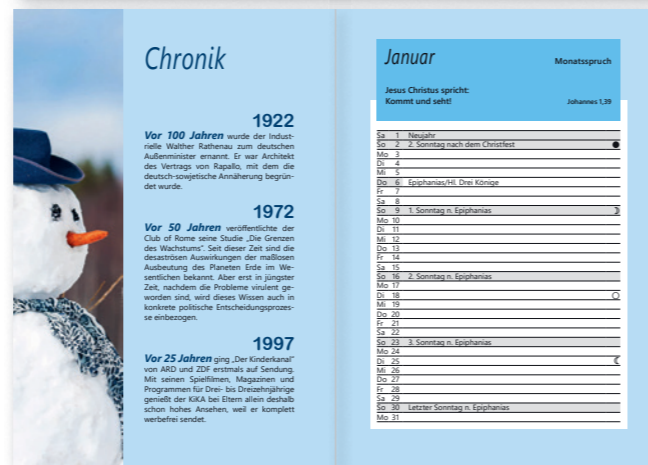 Chronik
1922
Vor 100 Jahren wurde der Indust-
rielle Walther Rathenau zum deutschen
Außenminister ernannt. Er war Architekt
des Vertrags von Rapallo, mit dem die
deutsch-sowjetische Annäherung begrün-
det wurde.
1972
Vor 50 Jahren veröffentlichte der
Club of Rome seine Studie „Die Grenzen
des Wachstums". Seit dieser Zeit sind die
desaströsen Auswirkungen der maßlosen
Ausbeutung des Planeten Erde im We-
sentlichen bekannt. Aber erst in jüngster
Zeit, nachdem die Probleme virulent ge-
worden sind, wird dieses Wissen auch in
konkrete politische Entscheidungsprozes-
se einbezogen.
1997
Vor 25 Jahren ging „Der Kinderkanal"
von ARD und ZDF erstmals auf Sendung.
Mit seinen Spielfilmen, Magazinen und
Programmen für Drei- bis Dreizehnjährige
genießt der KiKA bei Eltern allein deshalb
schon hohes Ansehen, weil er komplett
werbefrei sendet.
Januar Monatsspruch
Jesus Christus spricht:
Kommt und seht! Johannes 1,39
Sa 1 Neujahr
So 2 2. Sonntag nach dem Christfest
Mo 3
Di 4
Mi 5
Do 6 Epiphanias/Hl. Drei Könige
Fr 7
Sa 8
So 9 1. Sonntag n. Epiphanias
Mo 10
Di 11
Mi 12
Do 13
Fr 14
Sa 15
So 16 2. Sonntag n. Epiphanias
Mo 17
Di 18
Mi 19
Do 20
Fr 21
Sa 22
So 23 3. Sonntag n. Epiphanias
Mo 24
Di 25
Mi 26
Do 27
Fr 28
Sa 29
So 30 Letzter Sonntag n. Epiphanias
Mo 31